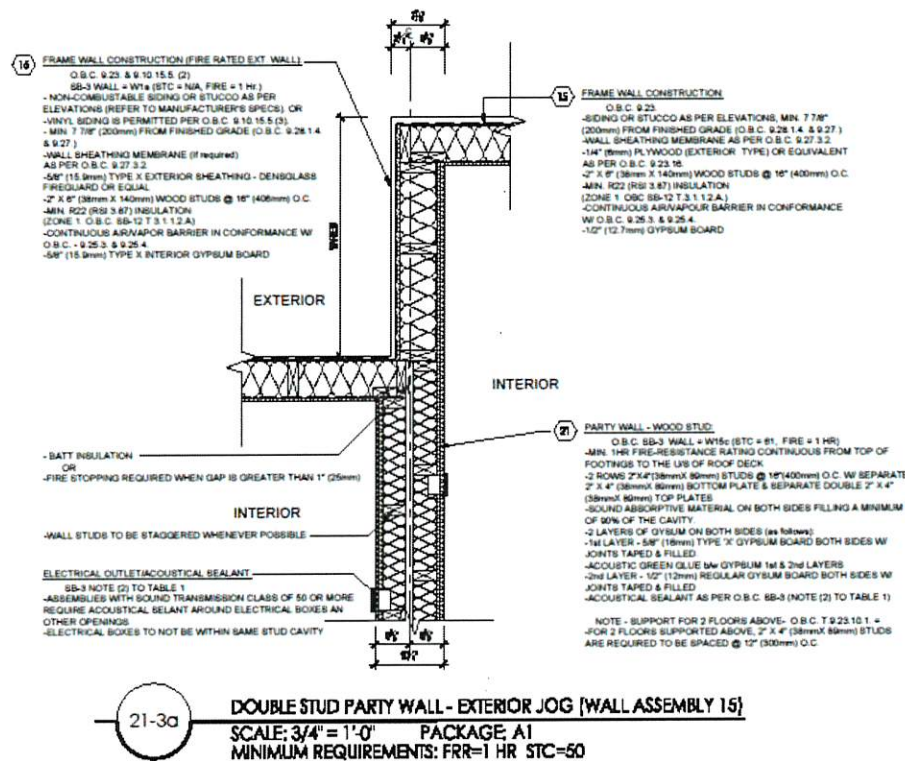 16
FRAME WALL CONSTRUCTION (FIRE RATED EXT. WALL)
O.B.C. 9.23. & 9.10.15.5. (2)
SB-3 WALL = W1a (STC = N/A, FIRE = 1 Hr.)
- NON-COMBUSTABLE SIDING OR STUCCO AS PER
ELEVATIONS (REFER TO MANUFACTURER'S SPECS). OR
-VINYL SIDING IS PERMITTED PER O.B.C. 9.10.15.5 (3).
- MIN. 7 7/8" (200mm) FROM FINISHED GRADE (O.B.C. 9.28.1.4.
& 9.27.)
-WALL SHEATHING MEMBRANE (if required)
AS PER O.B.C. 9.27.3.2.
-5/8" (15.9mm) TYPE X EXTERIOR SHEATHING - DENSGLASS
FIREGUARD OR EQUAL
-2" X 6" (38mm X 140mm) WOOD STUDS @ 16" (406mm) O.C.
-MIN. R22 (RSI 3.87) INSULATION
(ZONE 1 O.B.C. SB-12 T.3.1.1.2.A)
-CONTINUOUS AIR/VAPOR BARRIER IN CONFORMANCE W/
O.B.C. - 9.25.3. & 9.25.4.
-5/8" (15.9mm) TYPE X INTERIOR GYPSUM BOARD
15
FRAME WALL CONSTRUCTION:
O.B.C. 9.23.
-SIDING OR STUCCO AS PER ELEVATIONS, MIN. 7 7/8"
(200mm) FROM FINISHED GRADE (O.B.C. 9.28.1.4. & 9.27.)
-WALL SHEATHING MEMBRANE AS PER O.B.C. 9.27.3.2.
-1/4" (6mm) PLYWOOD (EXTERIOR TYPE) OR EQUIVALENT
AS PER O.B.C. 9.23.16.
-2" X 6" (38mm X 140mm) WOOD STUDS @ 16" (400mm) O.C.
-MIN. R22 (RSI 3.87) INSULATION
(ZONE 1 OBC SB-12 T.3.1.1.2.A)
-CONTINUOUS AIR/VAPOUR BARRIER IN CONFORMANCE
W/ O.B.C. 9.25.3. & 9.25.4.
-1/2" (12.7mm) GYPSUM BOARD
EXTERIOR
INTERIOR
- BATT INSULATION
OR
-FIRE STOPPING REQUIRED WHEN GAP IS GREATER THAN 1" (25mm)
INTERIOR
-WALL STUDS TO BE STAGGERED WHENEVER POSSIBLE
ELECTRICAL OUTLET/ACOUSTICAL SEALANT
SB-3 NOTE (2) TO TABLE 1
-ASSEMBLIES WITH SOUND TRANSMISSION CLASS OF 50 OR MORE
REQUIRE ACOUSTICAL SELANT AROUND ELECTRICAL BOXES AN
OTHER OPENINGS
-ELECTRICAL BOXES TO NOT BE WITHIN SAME STUD CAVITY
21
PARTY WALL - WOOD STUD:
O.B.C. SB-3 WALL = W15c (STC = 61, FIRE = 1 HR)
-MIN. 1HR FIRE-RESISTANCE RATING CONTINUOUS FROM TOP OF
FOOTINGS TO THE U/S OF ROOF DECK
-2 ROWS 2"X4"(38mmX 89mm) STUDS @ 16"(400mm) O.C. W/ SEPARATE
2" X 4" (38mmX 89mm) BOTTOM PLATE & SEPARATE DOUBLE 2" X 4"
(38mmX 89mm) TOP PLATES
-SOUND ABSORPTIVE MATERIAL ON BOTH SIDES FILLING A MINIMUM
OF 90% OF THE CAVITY.
-2 LAYERS OF GYSUM ON BOTH SIDES (as follows):
-1st LAYER - 5/8" (16mm) TYPE 'X' GYPSUM BOARD BOTH SIDES W/
JOINTS TAPED & FILLED
-ACOUSTIC GREEN GLUE b/w GYPSUM 1st & 2nd LAYERS
-2nd LAYER - 1/2" (12mm) REGULAR GYSUM BOARD BOTH SIDES W/
JOINTS TAPED & FILLED
-ACOUSTICAL SEALANT AS PER O.B.C. SB-3 (NOTE (2) TO TABLE 1)
NOTE - SUPPORT FOR 2 FLOORS ABOVE- O.B.C. T.9.23.10.1. =
-FOR 2 FLOORS SUPPORTED ABOVE, 2" X 4" (38mmX 89mm) STUDS
ARE REQUIRED TO BE SPACED @ 12" (300mm) O.C.
21-3a
DOUBLE STUD PARTY WALL - EXTERIOR JOG (WALL ASSEMBLY 15)
SCALE: 3/4" = 1'-0" PACKAGE: A1
MINIMUM REQUIREMENTS: FRR=1 HR STC=50